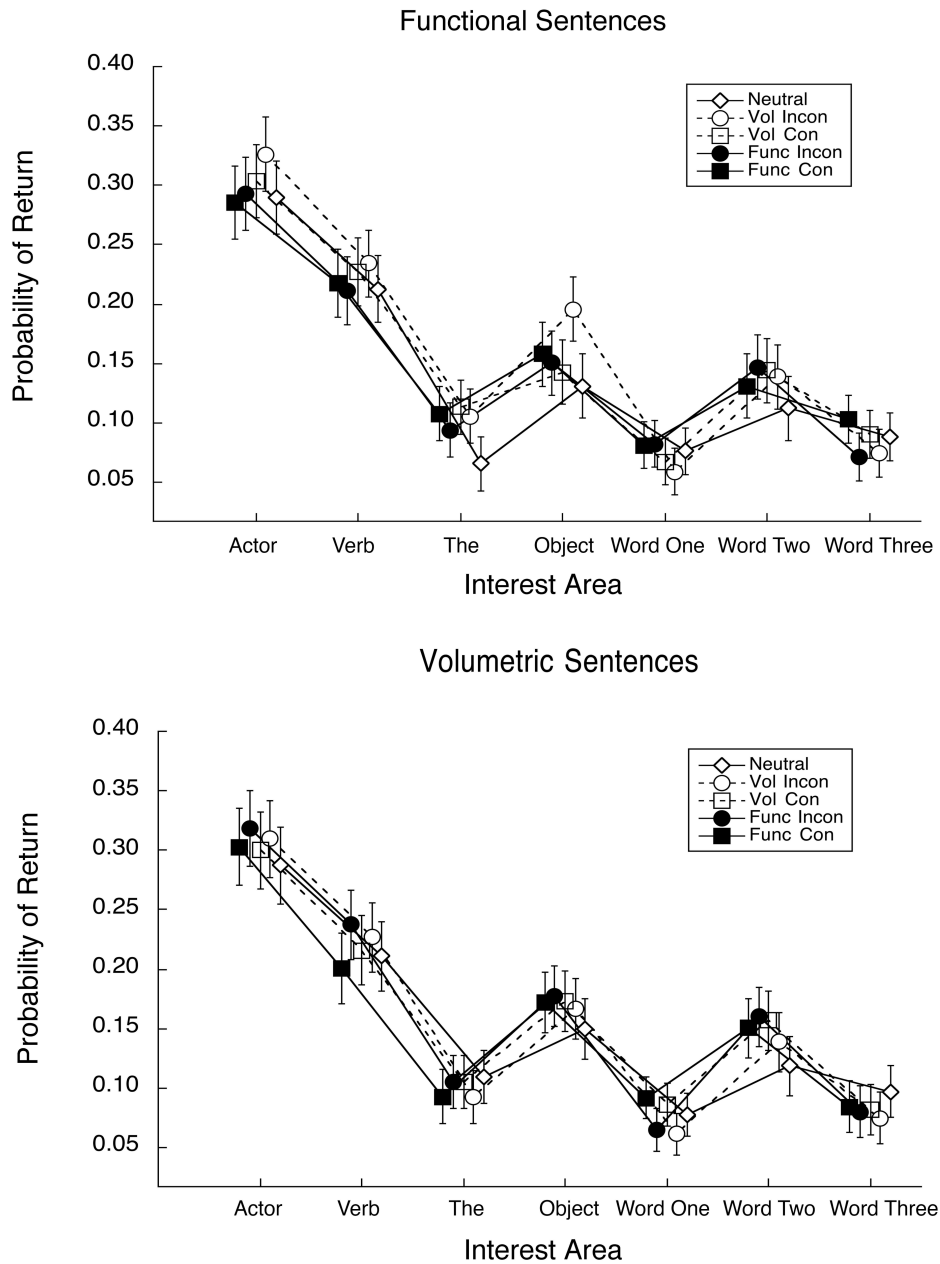 Functional Sentences
0.40
0.35
0.30
0.25
0.20
0.15
0.10
0.05
Probability of Return
Neutral
Vol Incon
Vol Con
Func Incon
Func Con
Actor Verb The Object Word One Word Two Word Three
Interest Area
Volumetric Sentences
0.40
0.35
0.30
0.25
0.20
0.15
0.10
0.05
Probability of Return
Neutral
Vol Incon
Vol Con
Func Incon
Func Con
Actor Verb The Object Word One Word Two Word Three
Interest Area